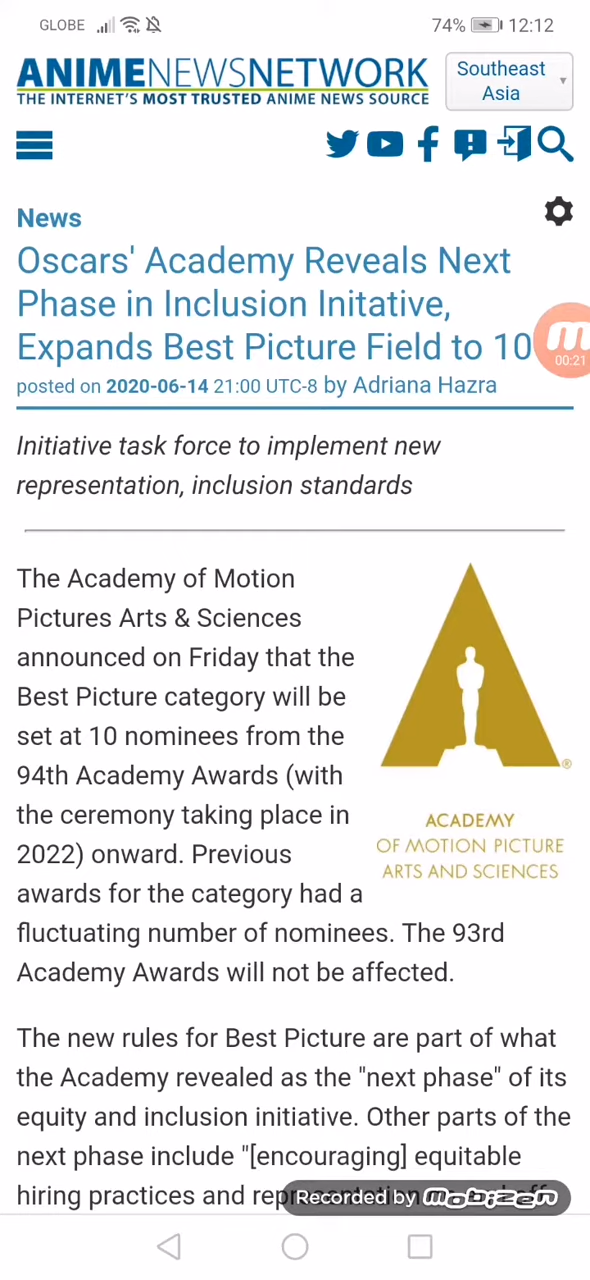 GLOBE
74% 12:12
ANIMENEWSNETWORK
THE INTERNET'S MOST TRUSTED ANIME NEWS SOURCE
Southeast
Asia
News
Oscars' Academy Reveals Next
Phase in Inclusion Initative,
Expands Best Picture Field to 10
00:21
posted on 2020-06-14 21:00 UTC-8 by Adriana Hazra
Initiative task force to implement new
representation, inclusion standards
The Academy of Motion
Pictures Arts & Sciences
announced on Friday that the
Best Picture category will be
set at 10 nominees from the
94th Academy Awards (with
the ceremony taking place in
2022) onward. Previous
awards for the category had a
fluctuating number of nominees. The 93rd
Academy Awards will not be affected.
ACADEMY
OF MOTION PICTURE
ARTS AND SCIENCES
The new rules for Best Picture are part of what
the Academy revealed as the "next phase" of its
equity and inclusion initiative. Other parts of the
next phase include "[encouraging] equitable
hiring practices and
Recorded by mobizen